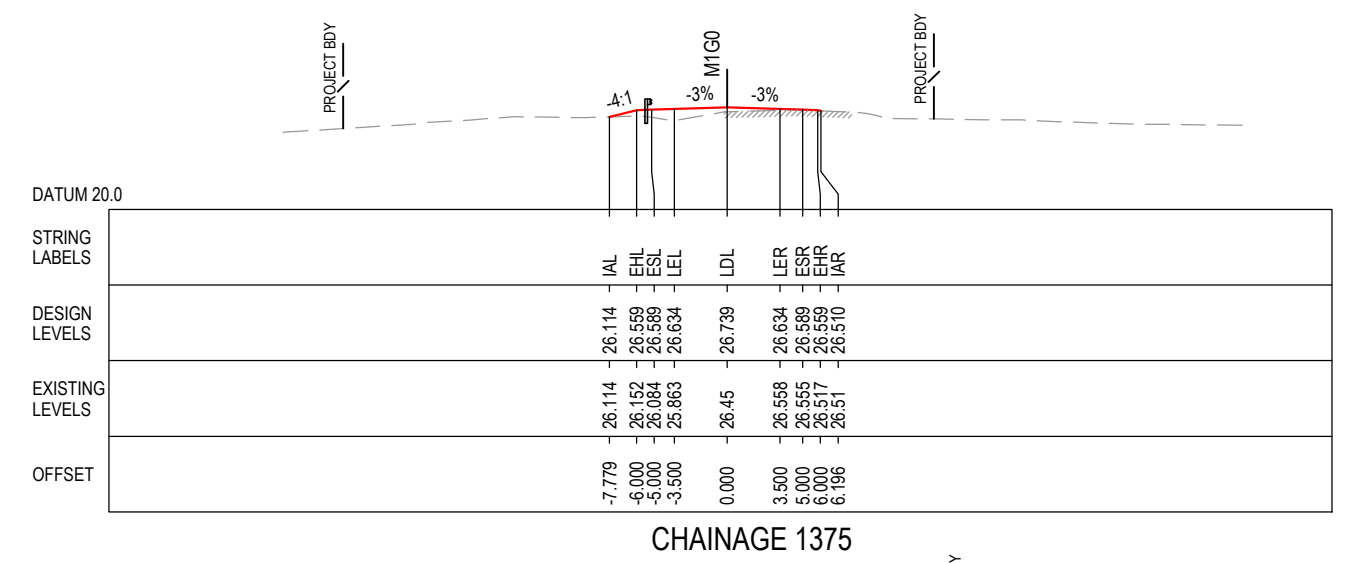 PROJECT BDY
M1G0
PROJECT BDY
-4:1
-3%
-3%
DATUM 20.0
STRING
LABELS
IAL
EHL
ESL
LEL
LDL
LER
ESR
EHR
IAR
DESIGN
LEVELS
26.114
26.559
26.589
26.634
26.739
26.634
26.589
26.559
26.510
EXISTING
LEVELS
26.114
26.152
26.084
25.863
26.45
26.558
26.555
26.517
26.51
OFFSET
-7.779
-6.000
-5.000
-3.500
0.000
3.500
5.000
6.000
6.196
CHAINAGE 1375
Y